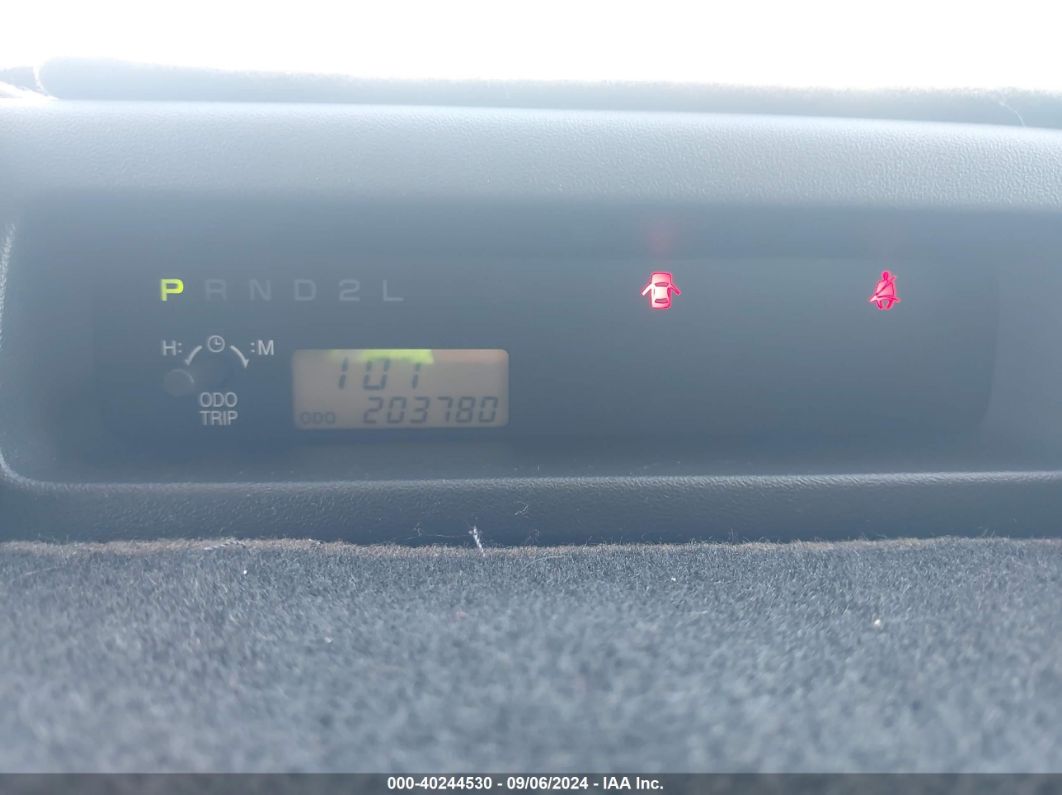 P R N D 2 L
H: :M
ODO
TRIP
101
ODO 203780
000-40244530 - 09/06/2024 - IAA Inc.